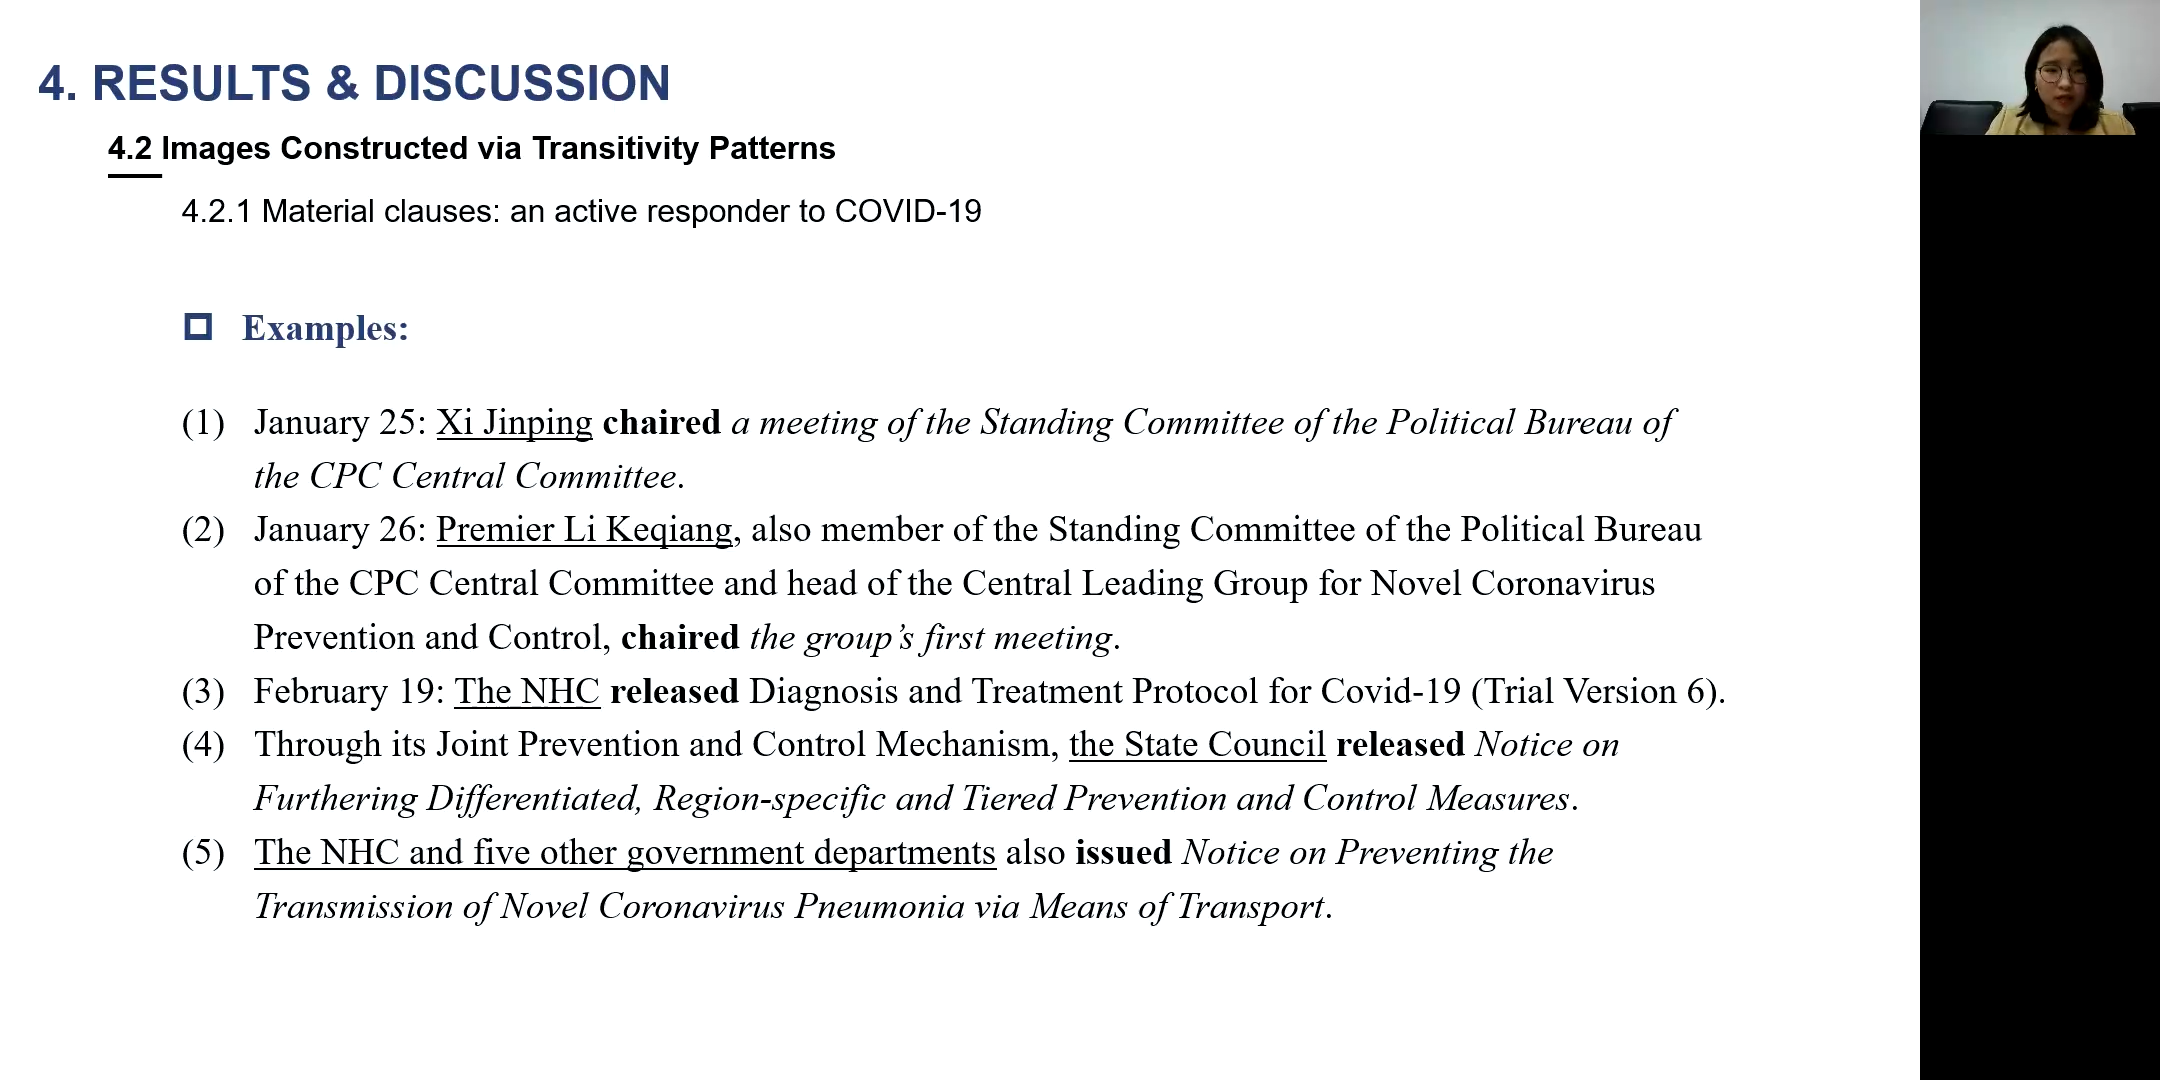 4. RESULTS & DISCUSSION
4.2 Images Constructed via Transitivity Patterns
4.2.1 Material clauses: an active responder to COVID-19
Examples:
(1) January 25: Xi Jinping chaired a meeting of the Standing Committee of the Political Bureau of
the CPC Central Committee.
(2) January 26: Premier Li Keqiang, also member of the Standing Committee of the Political Bureau
of the CPC Central Committee and head of the Central Leading Group for Novel Coronavirus
Prevention and Control, chaired the group’s first meeting.
(3) February 19: The NHC released Diagnosis and Treatment Protocol for Covid-19 (Trial Version 6).
(4) Through its Joint Prevention and Control Mechanism, the State Council released Notice on
Furthering Differentiated, Region-specific and Tiered Prevention and Control Measures.
(5) The NHC and five other government departments also issued Notice on Preventing the
Transmission of Novel Coronavirus Pneumonia via Means of Transport.